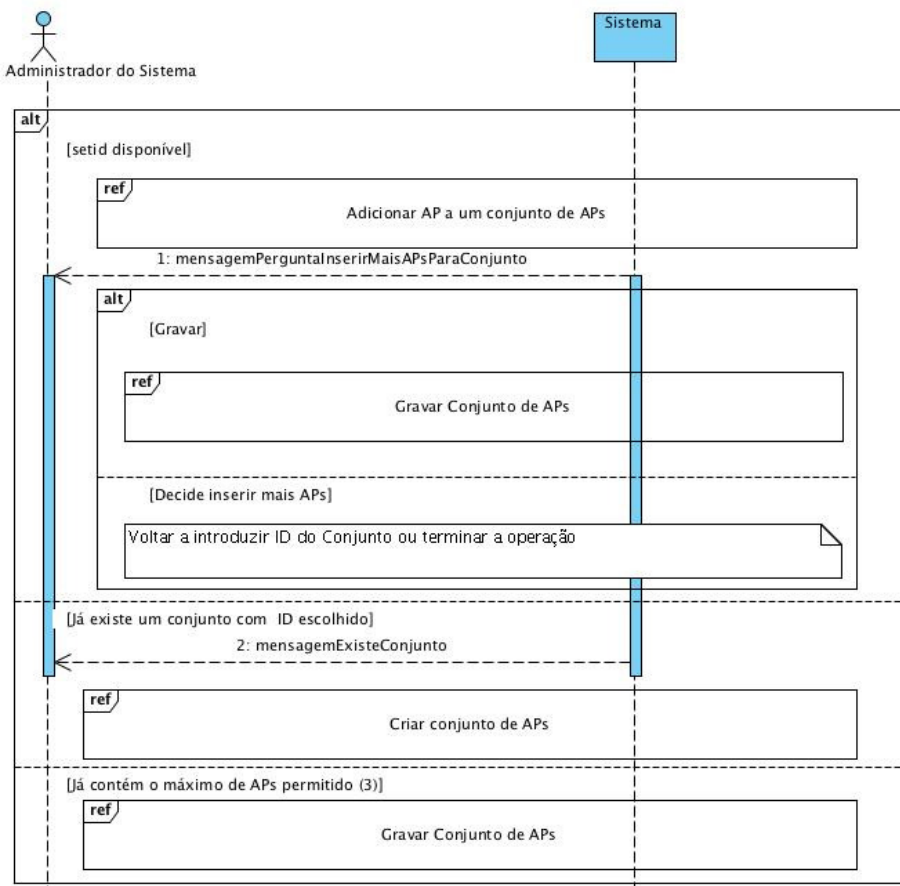 Sistema
Administrador do Sistema
alt
[setid disponível]
ref
Adicionar AP a um conjunto de APs
1: mensagemPerguntaInserirMaisAPsParaConjunto
alt
[Gravar]
ref
Gravar Conjunto de APs
[Decide inserir mais APs]
Voltar a introduzir ID do Conjunto ou terminar a operação
[Já existe um conjunto com ID escolhido]
2: mensagemExisteConjunto
ref
Criar conjunto de APs
[Já contém o máximo de APs permitido (3)]
ref
Gravar Conjunto de APs